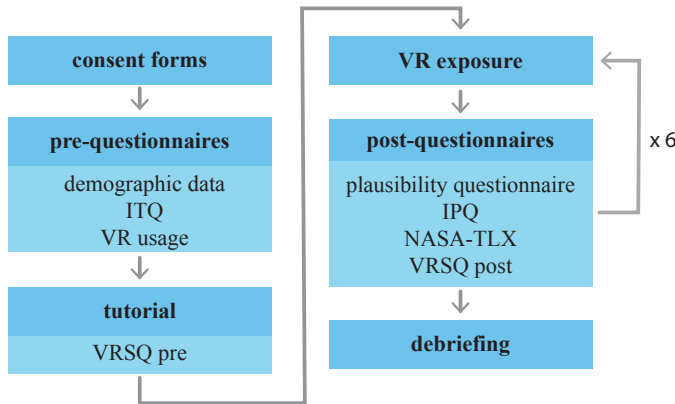 consent forms
pre-questionnaires
demographic data
ITQ
VR usage
tutorial
VRSQ pre
VR exposure
post-questionnaires
plausibility questionnaire
IPQ
NASA-TLX
VRSQ post
x 6
debriefing